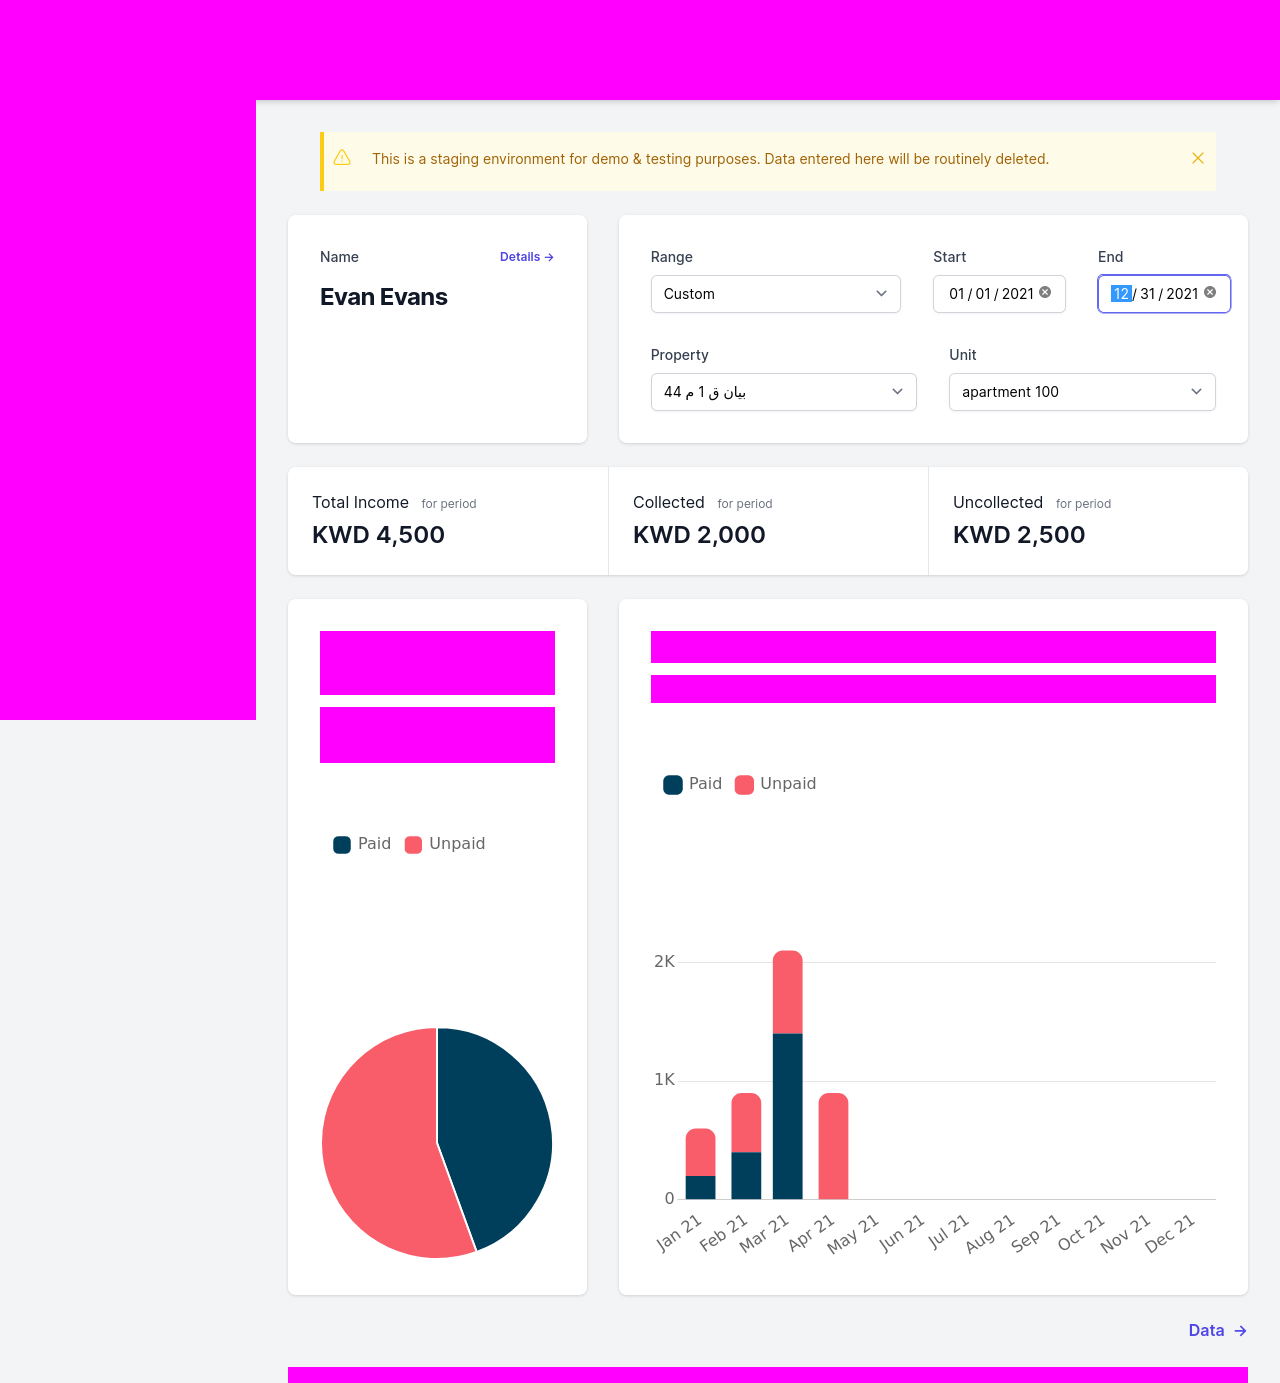 This is a staging environment for demo & testing purposes. Data entered here will be routinely deleted.
Name
Details →
Evan Evans
Range
Start
End
Custom
01 / 01 / 2021
12 / 31 / 2021
Property
Unit
بيان ق 1 م 44
apartment 100
Total Income for period
KWD 4,500
Collected for period
KWD 2,000
Uncollected for period
KWD 2,500
Paid
Unpaid
Paid
Unpaid
2K
1K
0
Jan 21
Feb 21
Mar 21
Apr 21
May 21
Jun 21
Jul 21
Aug 21
Sep 21
Oct 21
Nov 21
Dec 21
Data →